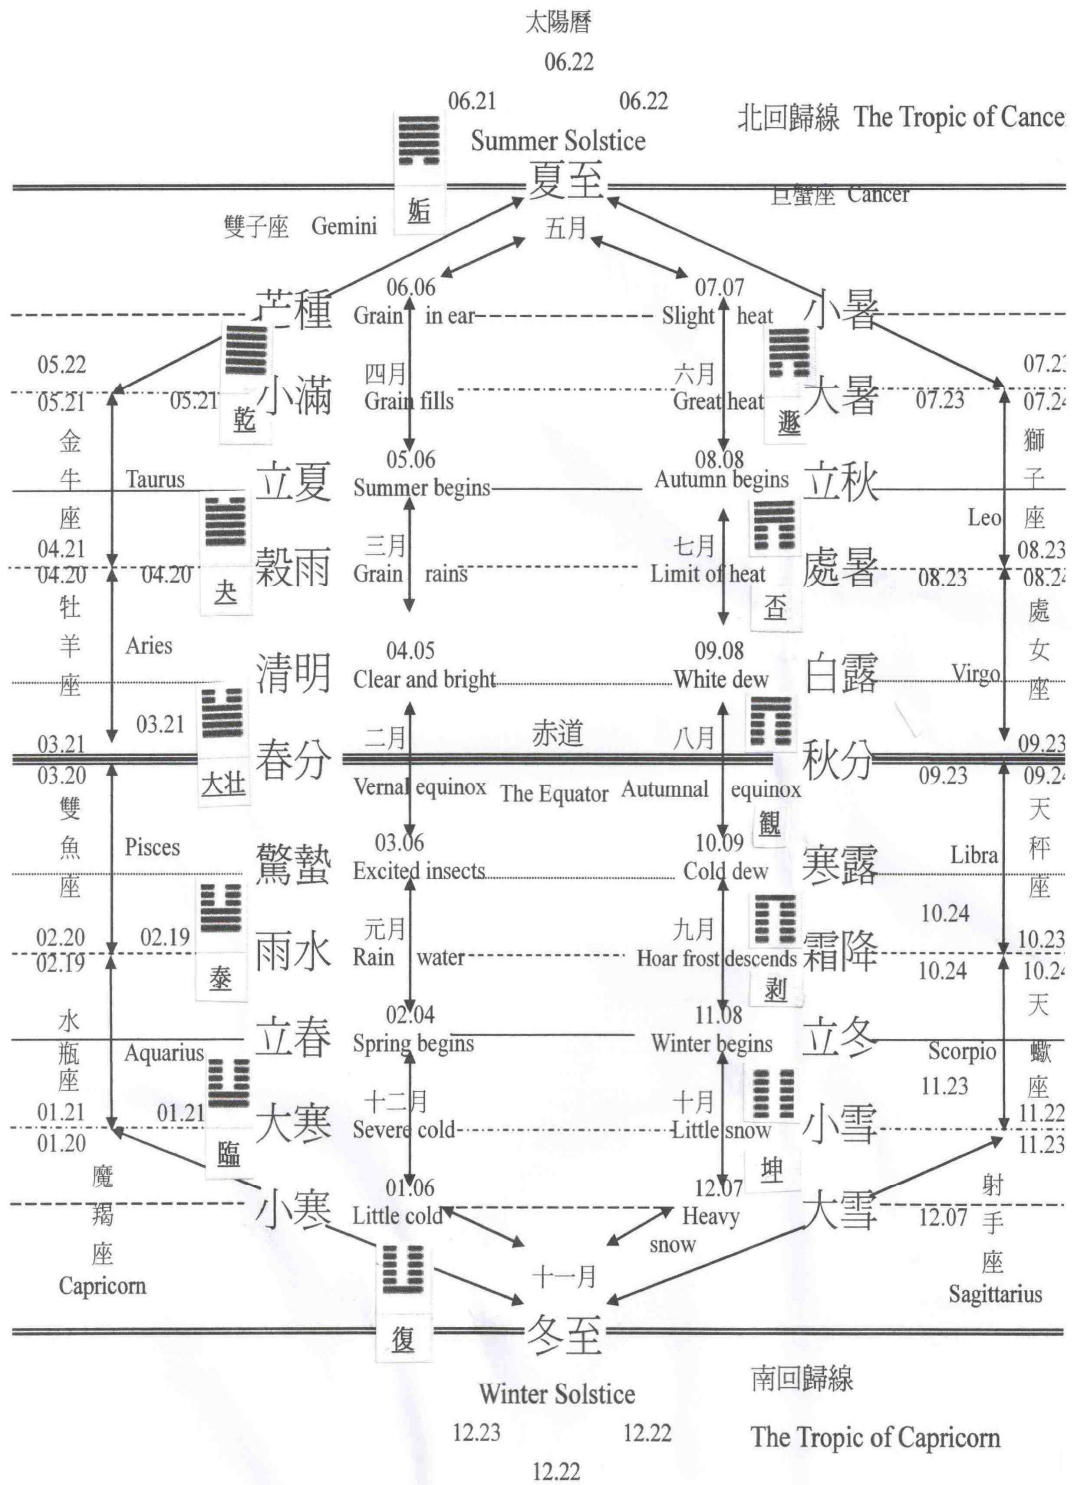 太陽曆
06.22
06.21 06.22
北回歸線 The Tropic of Cance
Summer Solstice
夏至
姤
巨蟹座 Cancer
雙子座 Gemini
五月
06.06 07.07
芒種 Grain in ear Slight heat 小暑
05.22 四月 六月 07.23
05.21 05.21 小滿 Grain fills Great heat 大暑 07.23 07.24
乾 遯
金牛座 獅子座
05.06 08.08
Taurus 立夏 Summer begins Autumn begins 立秋
Leo
04.21 三月 七月 08.23
04.20 04.20 穀雨 Grain rains Limit of heat 處暑 08.23 08.24
夬 否
牡羊座 處女座
Aries 04.05 09.08
清明 Clear and bright White dew 白露 Virgo
03.21
03.21 二月 赤道 八月 09.23
春分 秋分
03.20 大壮 Vernal equinox The Equator Autumnal equinox 09.23 09.24
観
雙魚座 天秤座
Pisces 03.06 10.09 Libra
驚蟄 Excited insects Cold dew 寒露
10.24
02.20 02.19 元月 九月 10.23
02.19 雨水 Rain water Hoar frost descends 霜降 10.24 10.24
泰 剥
水瓶座 天蠍座
02.04 11.08
Aquarius 立春 Spring begins Winter begins 立冬 Scorpio
11.23
01.21 01.21 十二月 十月 11.22
01.20 大寒 Severe cold Little snow 小雪 11.23
臨 坤
魔羯座 射手座
01.06 12.07
小寒 Little cold Heavy 大雪 12.07
snow
Capricorn 十一月 Sagittarius
復 冬至
南回歸線
Winter Solstice
12.23 12.22 The Tropic of Capricorn
12.22